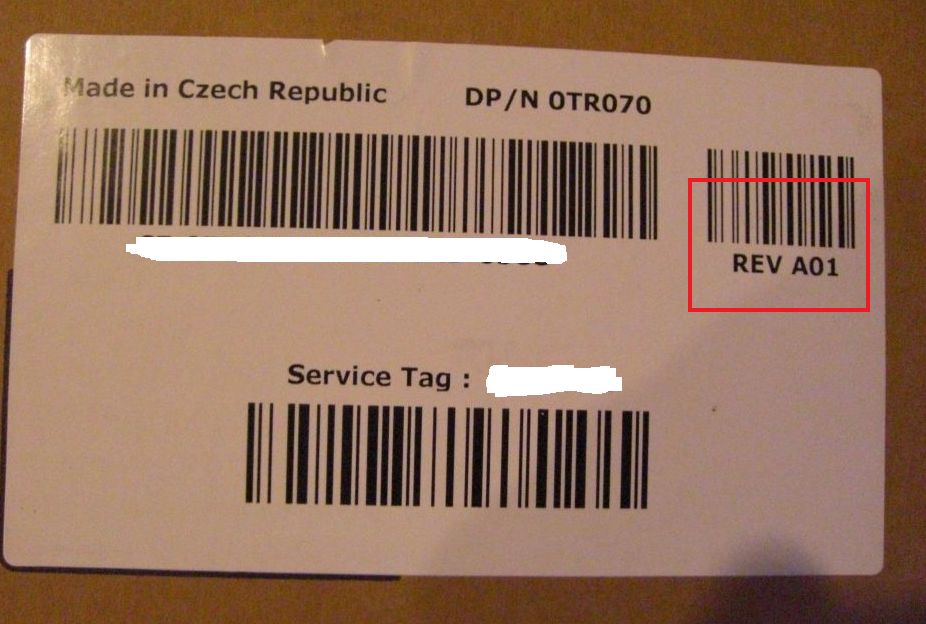 Made in Czech Republic DP/N 0TR070
REV A01
Service Tag :